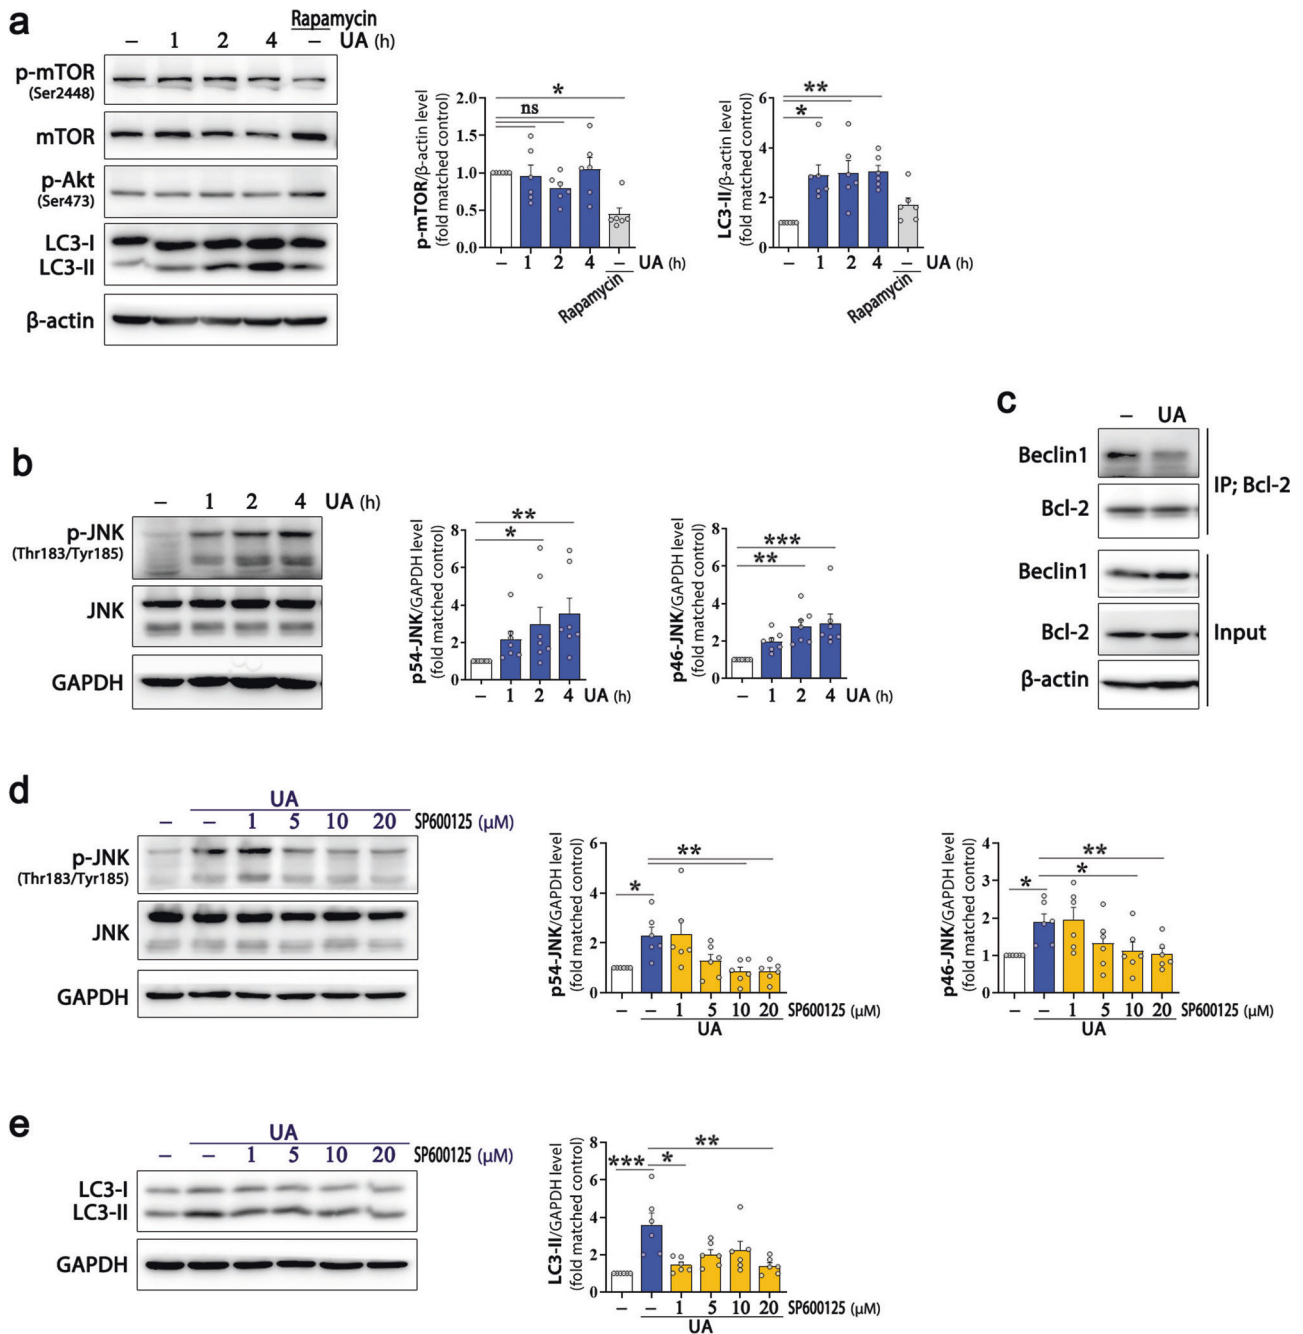 a
Rapamycin
– 1 2 4 – UA (h)
p-mTOR
(Ser2448)
mTOR
p-Akt
(Ser473)
LC3-I
LC3-II
β-actin
p-mTOR/β-actin level
(fold matched control)
2.0
1.5
1.0
0.5
0.0
*
ns
– 1 2 4 – UA (h)
Rapamycin
LC3-II/β-actin level
(fold matched control)
6
4
2
0
**
*
– 1 2 4 – UA (h)
Rapamycin
b
– 1 2 4 UA (h)
p-JNK
(Thr183/Tyr185)
JNK
GAPDH
p54-JNK/GAPDH level
(fold matched control)
8
6
4
2
0
**
*
– 1 2 4 UA (h)
p46-JNK/GAPDH level
(fold matched control)
8
6
4
2
0
***
**
– 1 2 4 UA (h)
c
– UA
Beclin1
Bcl-2
IP; Bcl-2
Beclin1
Bcl-2
β-actin
Input
d
UA
– – 1 5 10 20 SP600125 (μM)
p-JNK
(Thr183/Tyr185)
JNK
GAPDH
p54-JNK/GAPDH level
(fold matched control)
6
4
2
0
**
*
– – 1 5 10 20 SP600125 (μM)
UA
p46-JNK/GAPDH level
(fold matched control)
4
3
2
1
0
**
* *
– – 1 5 10 20 SP600125 (μM)
UA
e
UA
– – 1 5 10 20 SP600125 (μM)
LC3-I
LC3-II
GAPDH
LC3-II/GAPDH level
(fold matched control)
8
6
4
2
0
**
*** *
– – 1 5 10 20 SP600125 (μM)
UA